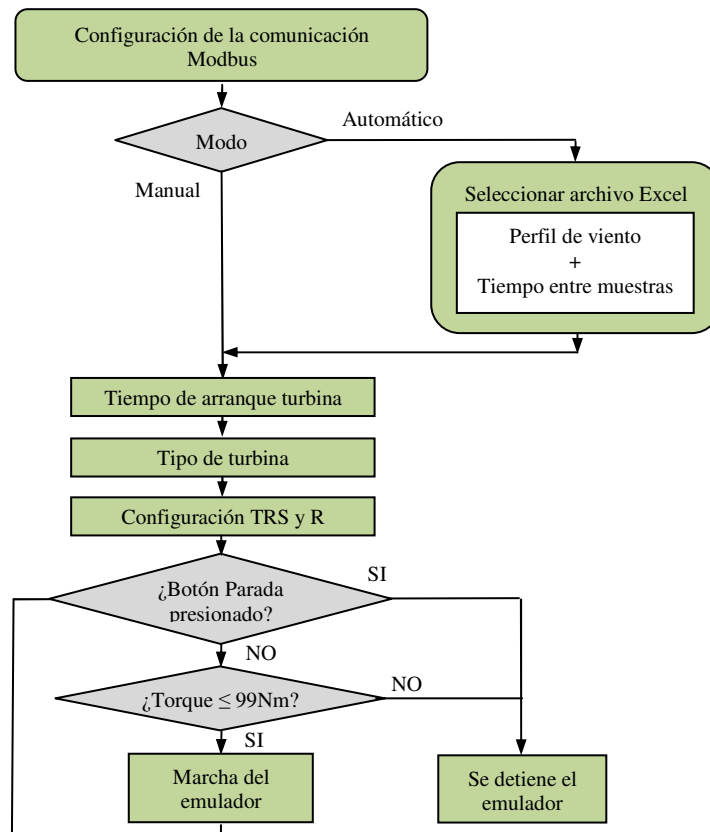 Configuración de la comunicación
Modbus
Modo
Automático
Manual
Seleccionar archivo Excel
Perfil de viento
+
Tiempo entre muestras
Tiempo de arranque turbina
Tipo de turbina
Configuración TRS y R
¿Botón Parada
presionado?
SI
NO
¿Torque ≤ 99Nm?
NO
SI
Marcha del
emulador
Se detiene el
emulador